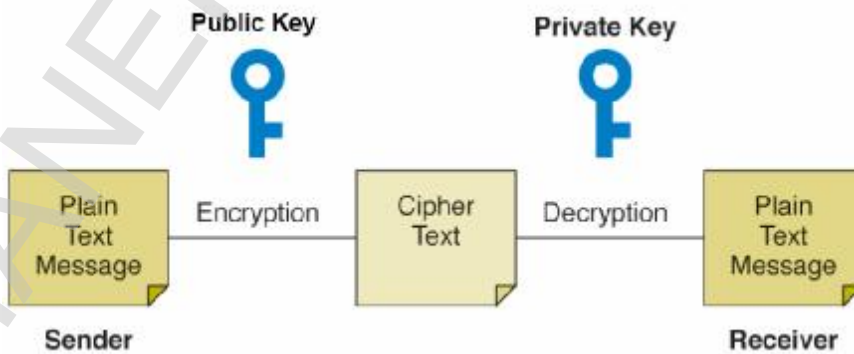 Public Key
Private Key
Plain
Text
Message
Encryption
Cipher
Text
Decryption
Plain
Text
Message
Sender
Receiver